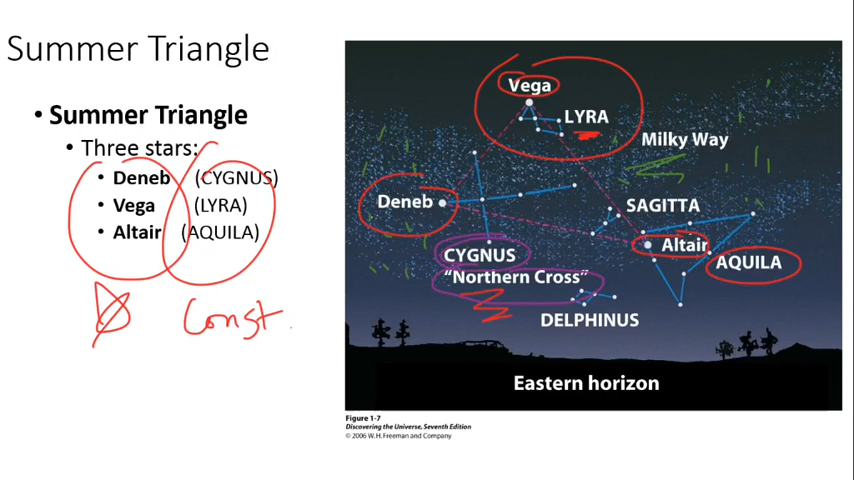 Summer Triangle
• Summer Triangle
• Three stars:
• Deneb (CYGNUS)
• Vega (LYRA)
• Altair (AQUILA)
Const.
Vega
LYRA
Milky Way
Deneb
SAGITTA
Altair
CYGNUS
AQUILA
"Northern Cross"
DELPHINUS
Eastern horizon
Figure 1-7
Discovering the Universe, Seventh Edition
© 2006 W. H. Freeman and Company